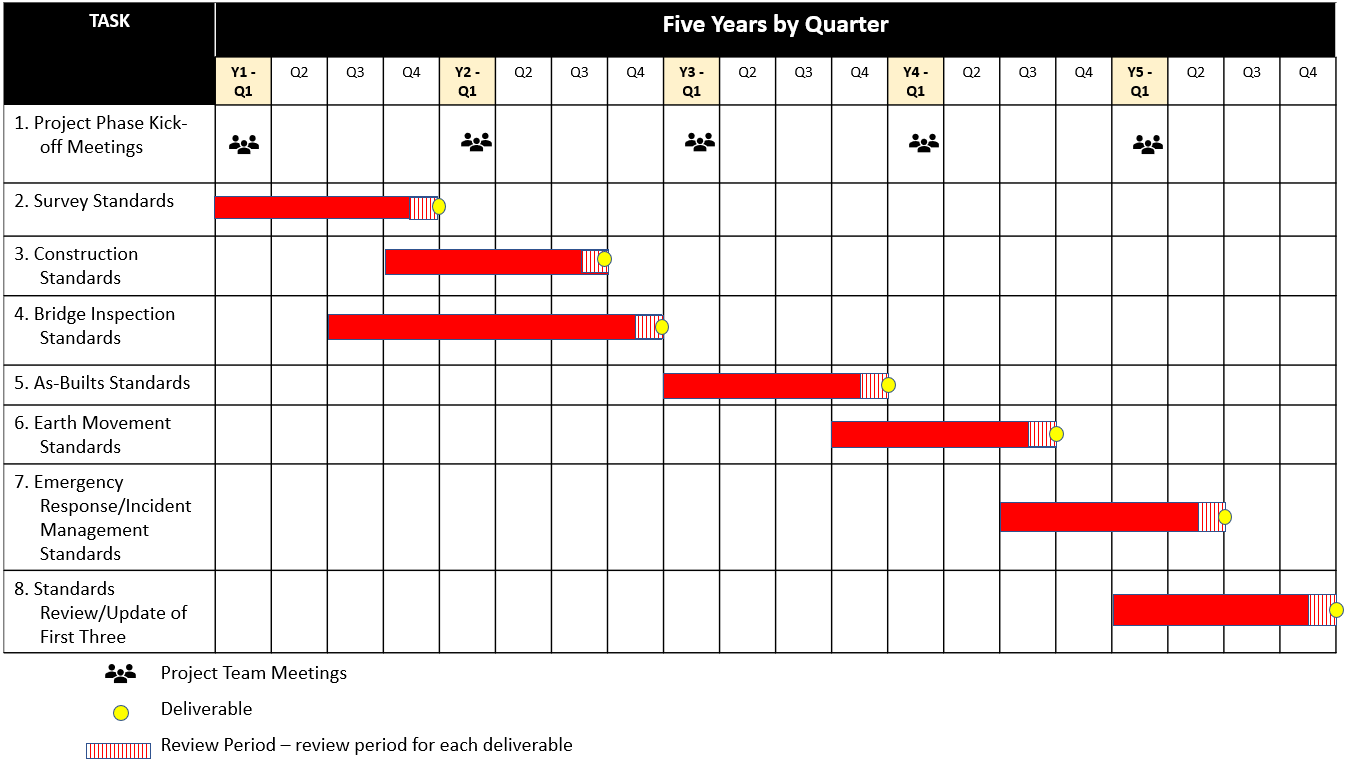 TASK
Five Years by Quarter
Y1 -
Q1
Q2
Q3
Q4
Y2 -
Q1
Q2
Q3
Q4
Y3 -
Q1
Q2
Q3
Q4
Y4 -
Q1
Q2
Q3
Q4
Y5 -
Q1
Q2
Q3
Q4
1. Project Phase Kick-
off Meetings
2. Survey Standards
3. Construction
Standards
4. Bridge Inspection
Standards
5. As-Builts Standards
6. Earth Movement
Standards
7. Emergency
Response/Incident
Management
Standards
8. Standards
Review/Update of
First Three
Project Team Meetings
Deliverable
Review Period – review period for each deliverable